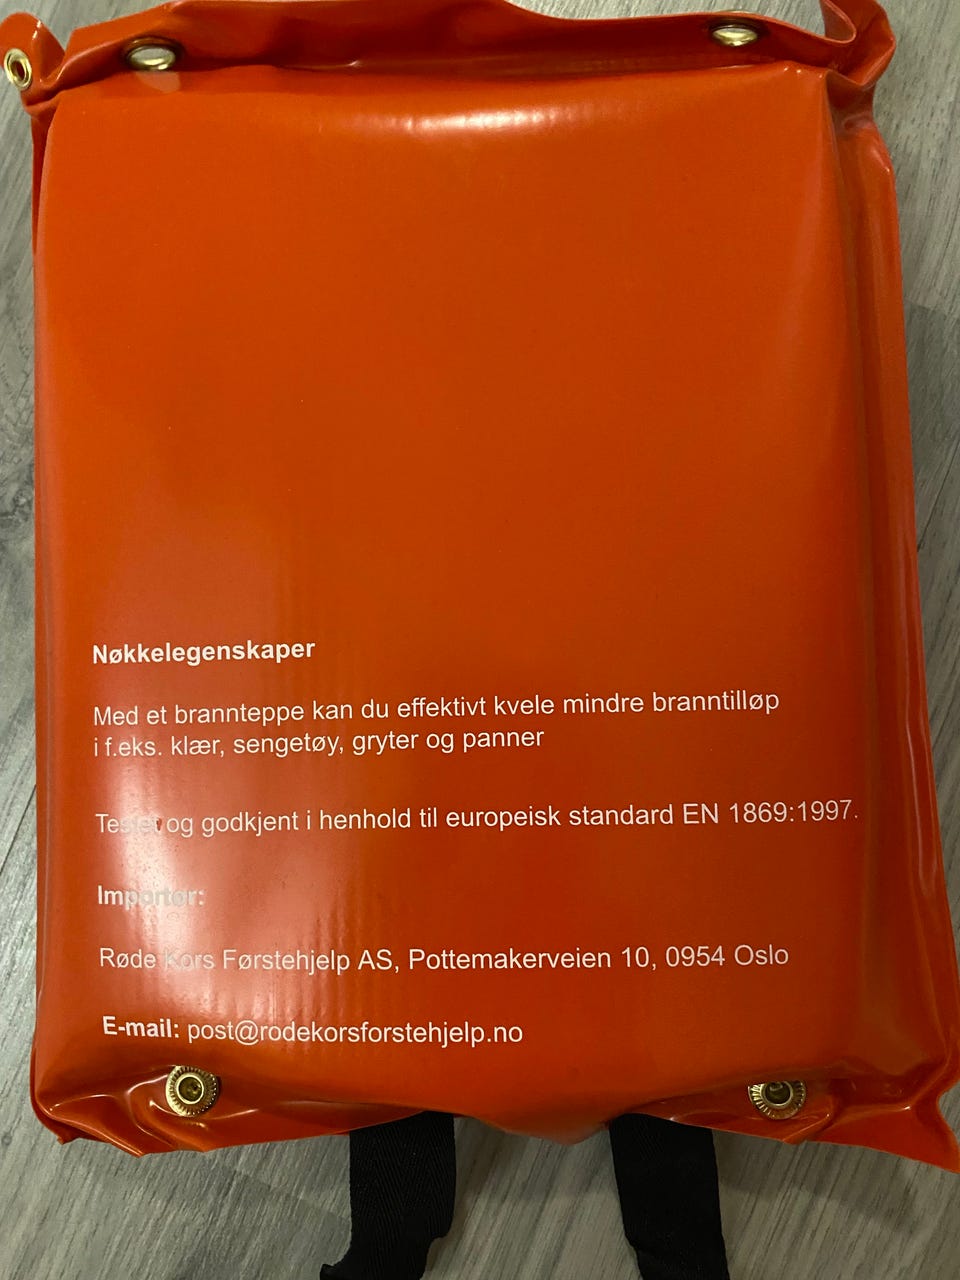 Nøkkelegenskaper
Med et brannteppe kan du effektivt kvele mindre branntilløp
i f.eks. klær, sengetøy, gryter og panner
Testet og godkjent i henhold til europeisk standard EN 1869:1997.
Importør:
Røde Kors Førstehjelp AS, Pottemakerveien 10, 0954 Oslo
E-mail: post@rodekorsforstehjelp.no